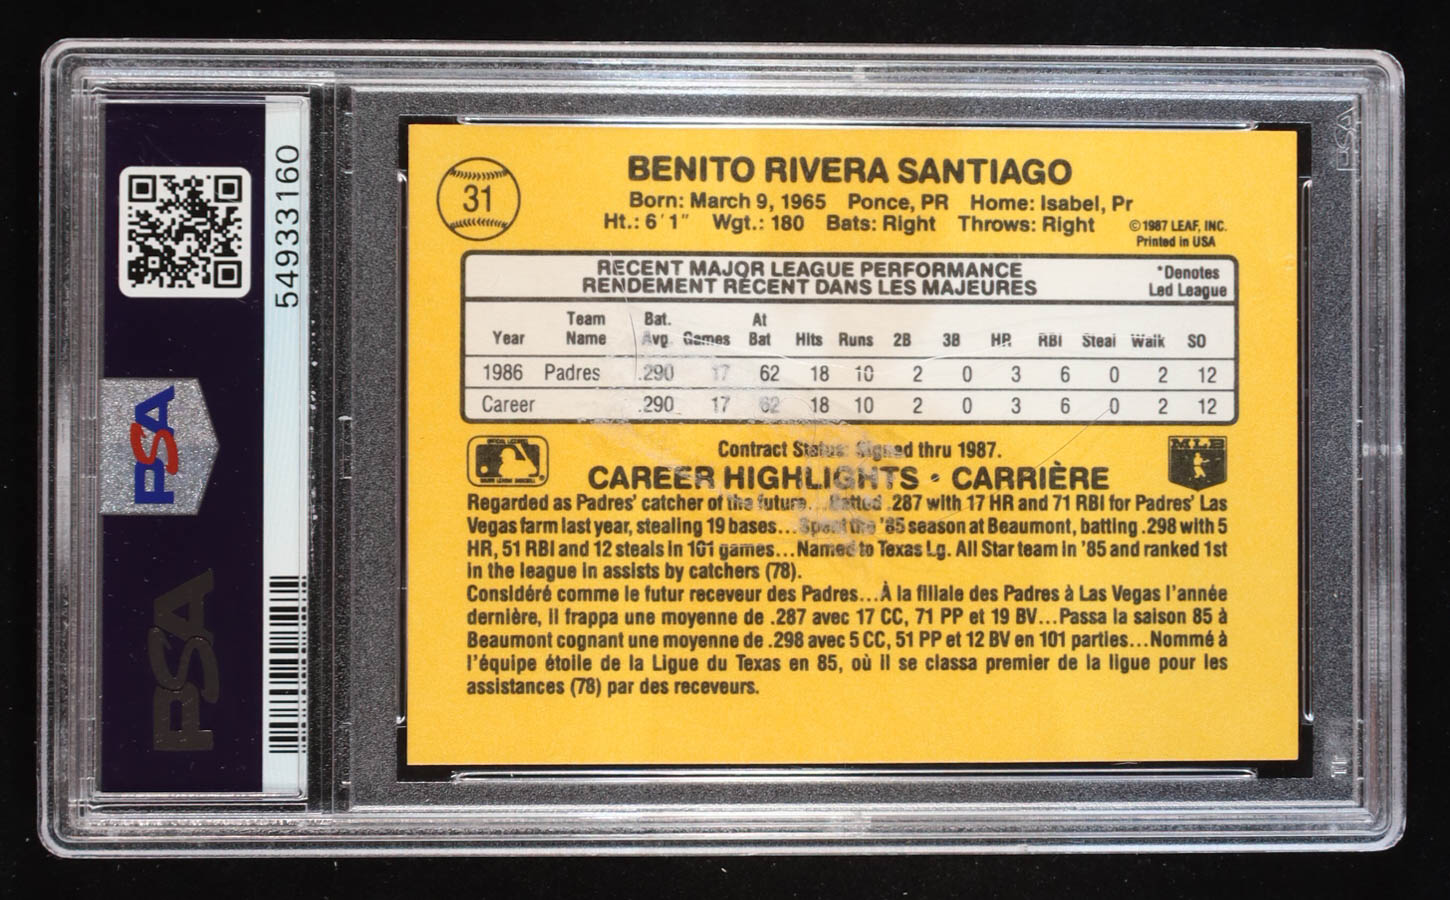 31
BENITO RIVERA SANTIAGO
Born: March 9, 1965 Ponce, PR Home: Isabel, Pr
Ht.: 6'1" Wgt.: 180 Bats: Right Throws: Right
©1987 LEAF, INC.
Printed in USA
RECENT MAJOR LEAGUE PERFORMANCE
RENDEMENT RÉCENT DANS LES MAJEURES
*Denotes
Led League
Year Team Name Bat. Avg Games At Bat Hits Runs 2B 3B HR RBI Steal Walk SO
1986 Padres .290 17 62 18 10 2 0 3 6 0 2 12
Career .290 17 62 18 10 2 0 3 6 0 2 12
Contract Status: Signed thru 1987.
CAREER HIGHLIGHTS • CARRIÈRE
MLB
Regarded as Padres' catcher of the future... Batted .287 with 17 HR and 71 RBI for Padres' Las
Vegas farm last year, stealing 19 bases...Spent the '85 season at Beaumont, batting .298 with 5
HR, 51 RBI and 12 steals in 101 games...Named to Texas Lg. All Star team in '85 and ranked 1st
in the league in assists by catchers (78).
Considéré comme le futur receveur des Padres...À la filiale des Padres à Las Vegas l'année
dernière, il frappa une moyenne de .287 avec 17 CC, 71 PP et 19 BV...Passa la saison 85 à
Beaumont cognant une moyenne de .298 avec 5 CC, 51 PP et 12 BV en 101 parties...Nommé à
l'équipe étoile de la Ligue du Texas en 85, où il se classa premier de la ligue pour les
assistances (78) par des receveurs.
54933160
PSA
PSA
PSA